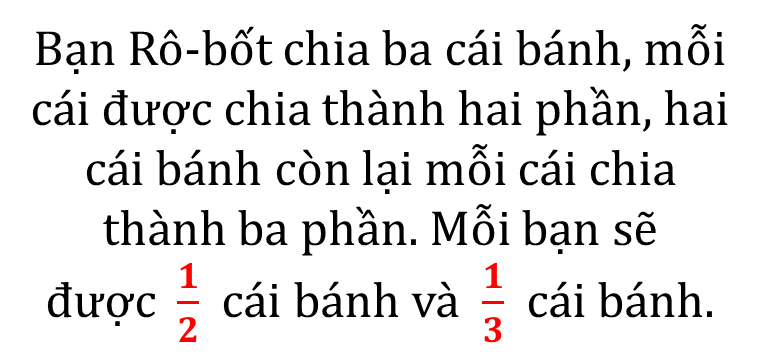 Bạn Rô-bốt chia ba cái bánh, mỗi
cái được chia thành hai phần, hai
cái bánh còn lại mỗi cái chia
thành ba phần. Mỗi bạn sẽ
được 1/2 cái bánh và 1/3 cái bánh.